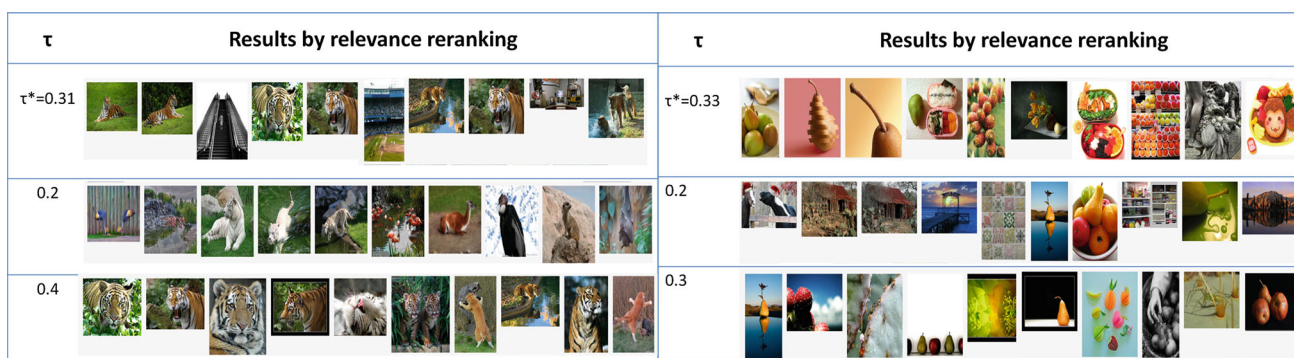 τ Results by relevance reranking
τ*=0.31
0.2
0.4
τ Results by relevance reranking
τ*=0.33
0.2
0.3